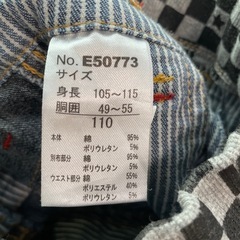 No. E50773
サイズ
身長 105～115
胴囲 49～55
110
本体 綿 95%
ポリウレタン 5%
別布部分 綿 95%
ポリウレタン 5%
ウエスト部分 綿 55%
ポリエステル 40%
ポリウレタン 5%